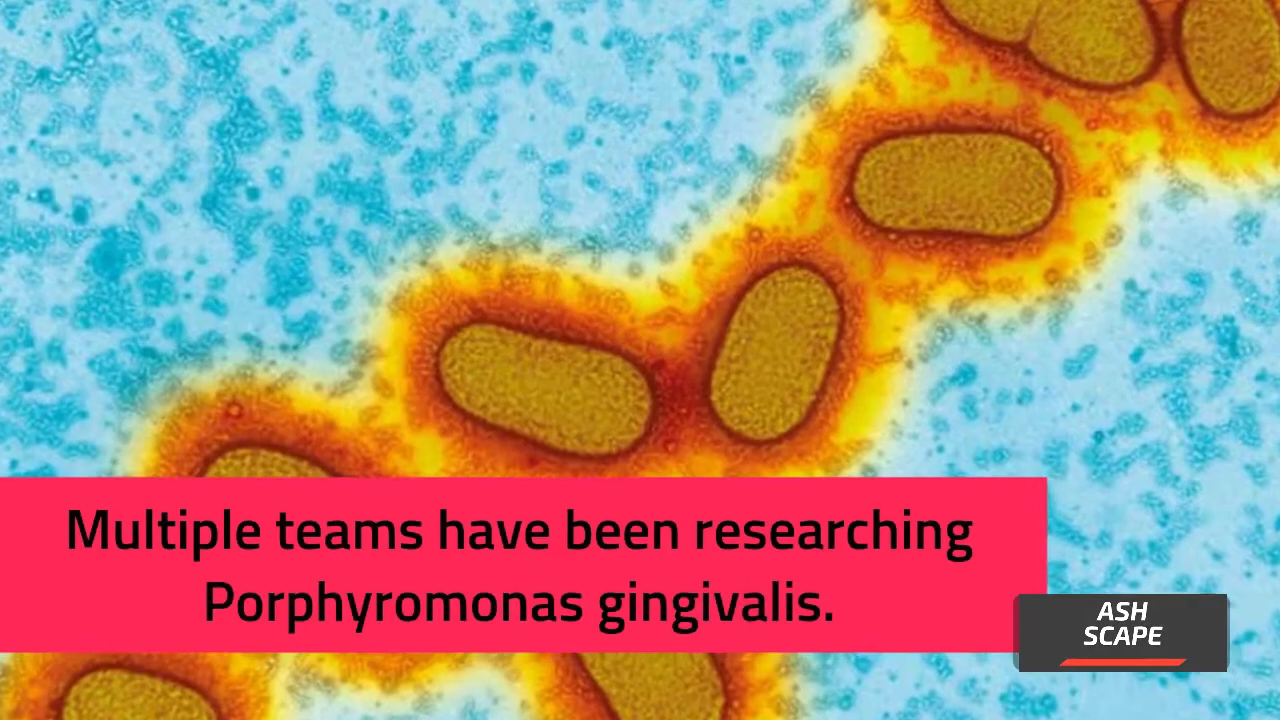 Multiple teams have been researching
Porphyromonas gingivalis.
ASH
SCAPE